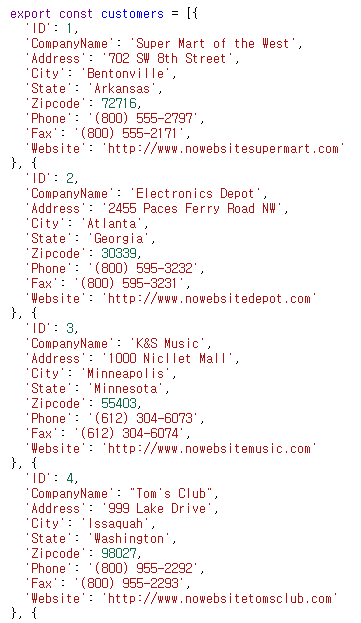 export const customers = [{
'ID': 1,
'CompanyName': 'Super Mart of the West',
'Address': '702 SW 8th Street',
'City': 'Bentonville',
'State': 'Arkansas',
'Zipcode': 72716,
'Phone': '(800) 555-2797',
'Fax': '(800) 555-2171',
'Website': 'http://www.nowebsitesupermart.com'
}, {
'ID': 2,
'CompanyName': 'Electronics Depot',
'Address': '2455 Paces Ferry Road NW',
'City': 'Atlanta',
'State': 'Georgia',
'Zipcode': 30339,
'Phone': '(800) 595-3232',
'Fax': '(800) 595-3231',
'Website': 'http://www.nowebsitedepot.com'
}, {
'ID': 3,
'CompanyName': 'K&S Music',
'Address': '1000 Nicllet Mall',
'City': 'Minneapolis',
'State': 'Minnesota',
'Zipcode': 55403,
'Phone': '(612) 304-6073',
'Fax': '(612) 304-6074',
'Website': 'http://www.nowebsitemusic.com'
}, {
'ID': 4,
'CompanyName': "Tom's Club",
'Address': '999 Lake Drive',
'City': 'Issaquah',
'State': 'Washington',
'Zipcode': 98027,
'Phone': '(800) 955-2292',
'Fax': '(800) 955-2293',
'Website': 'http://www.nowebsitetomsclub.com'
}, {